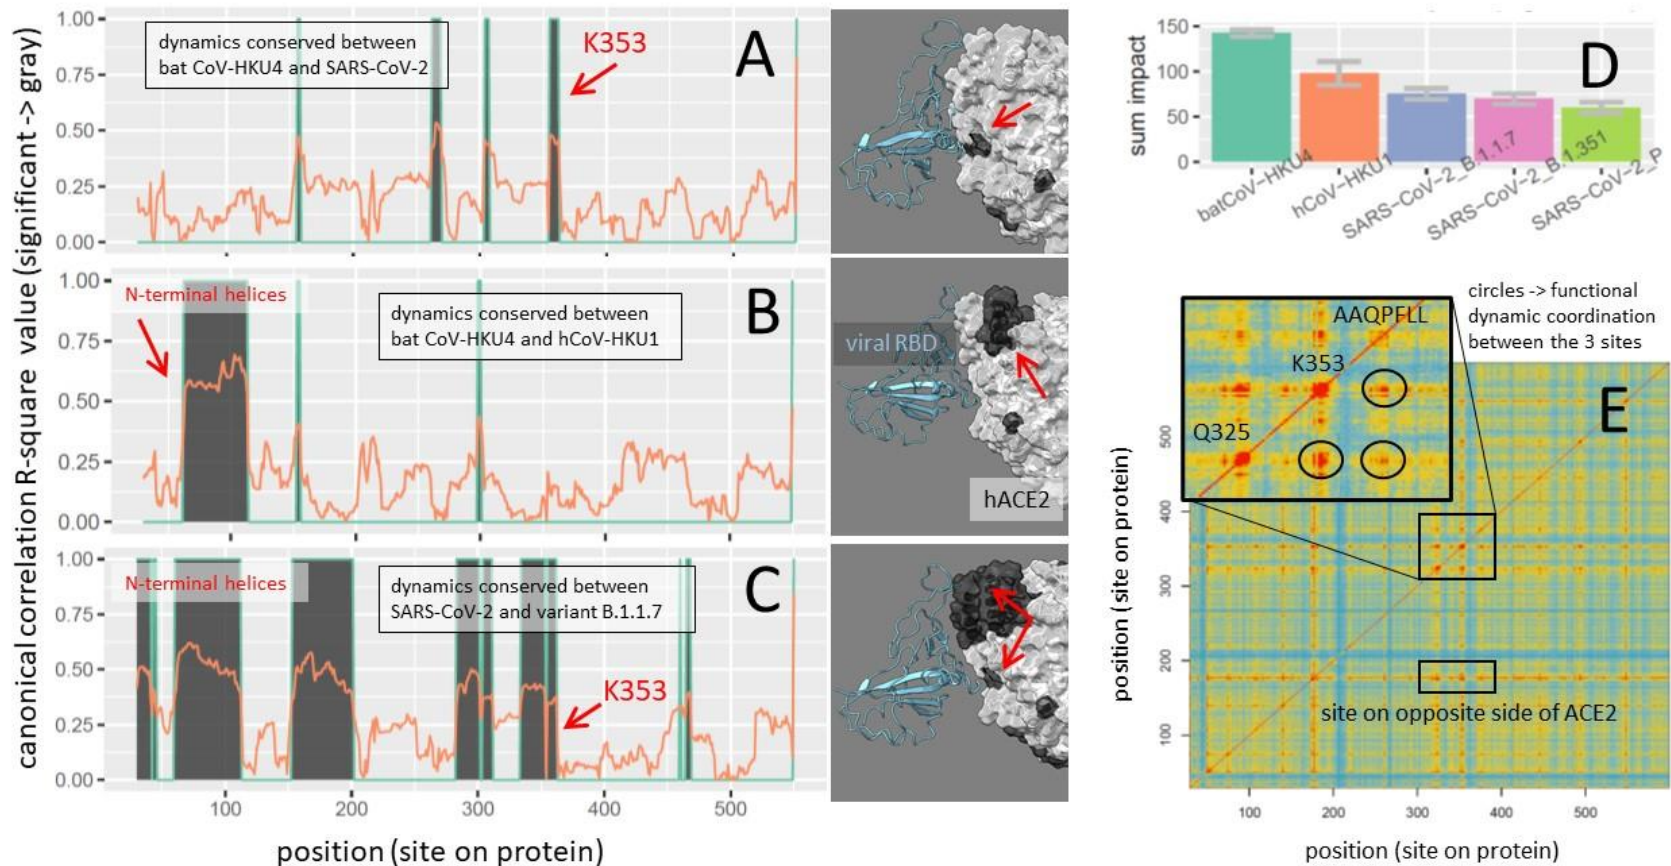 canonical correlation R-square value (significant -> gray)
1.00
0.75
0.50
0.25
0.00
dynamics conserved between
bat CoV-HKU4 and SARS-CoV-2
K353
A
1.00
0.75
0.50
0.25
0.00
N-terminal helices
dynamics conserved between
bat CoV-HKU4 and hCoV-HKU1
B
viral RBD
hACE2
1.00
0.75
0.50
0.25
0.00
N-terminal helices
dynamics conserved between
SARS-CoV-2 and variant B.1.1.7
C
K353
100
200
300
400
500
position (site on protein)
sum impact
150
100
50
0
D
batCoV-HKU4
hCoV-HKU1
SARS-CoV-2_B.1.1.7
SARS-CoV-2_B.1.351
SARS-CoV-2_P
circles -> functional
dynamic coordination
between the 3 sites
AAQPFLL
K353
Q325
E
position (site on protein)
500
400
300
200
100
site on opposite side of ACE2
100
200
300
400
500
position (site on protein)